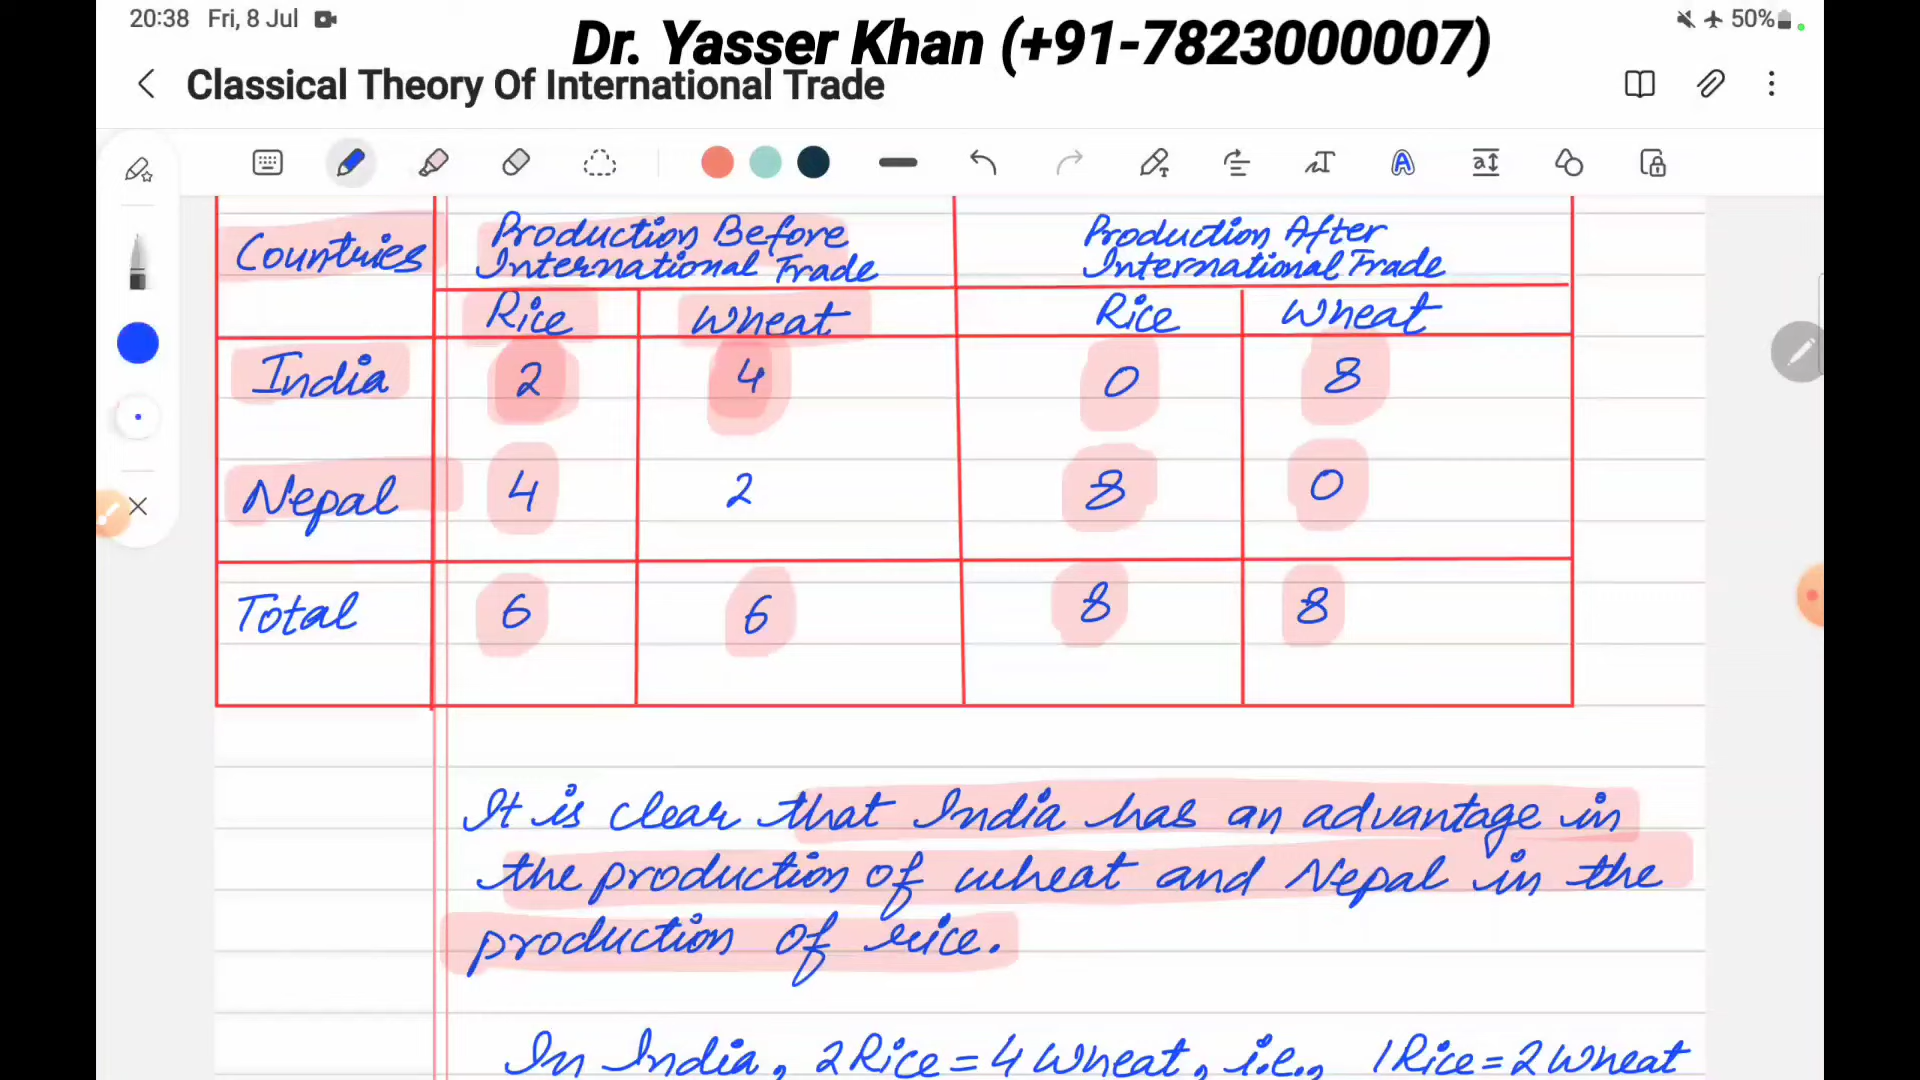 20:38 Fri, 8 Jul
50%
Dr. Yasser Khan (+91-7823000007)
Classical Theory Of International Trade
Countries
Production Before
International Trade
Production After
International Trade
Rice Wheat Rice Wheat
India 2 4 0 8
Nepal 4 2 8 0
Total 6 6 8 8
It is clear that India has an advantage in
the production of wheat and Nepal in the
production of rice.
In India, 2 Rice = 4 Wheat, i.e., 1 Rice = 2 Wheat